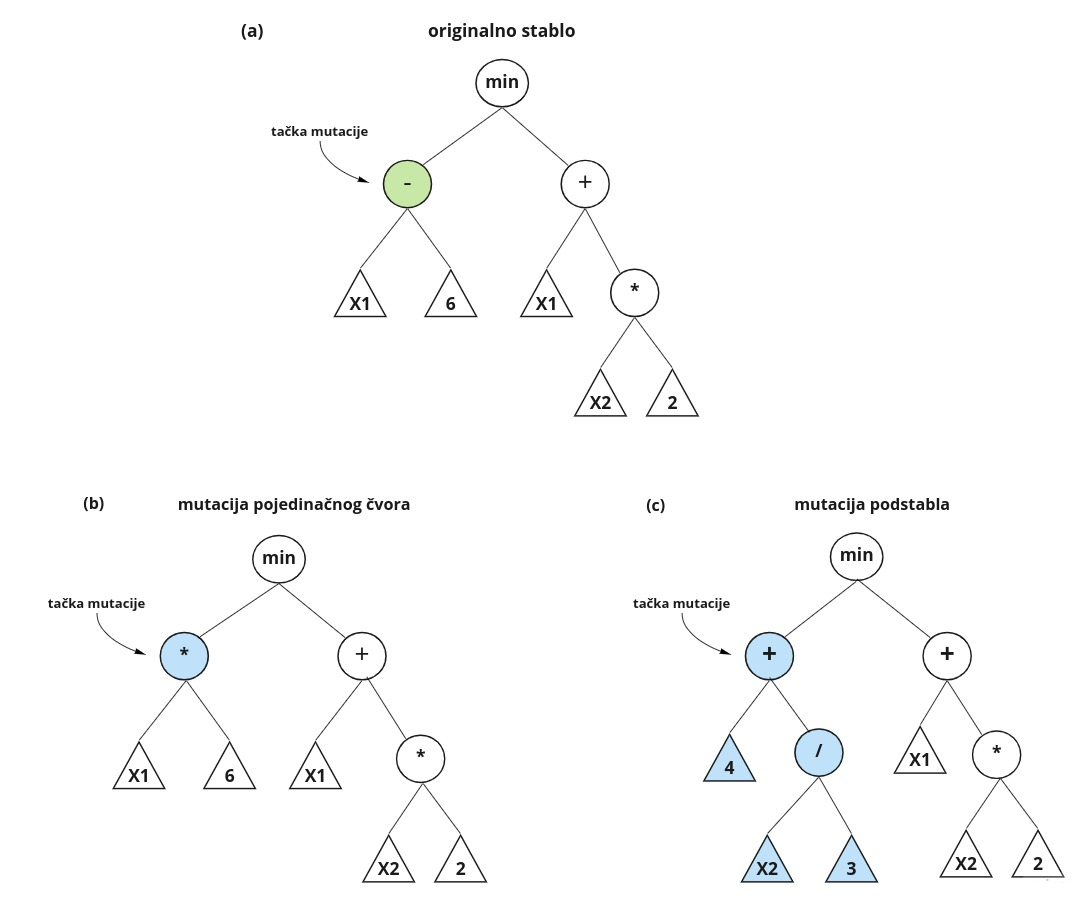 (a) originalno stablo
min
tačka mutacije
- +
X1 6 X1 *
X2 2
(b) mutacija pojedinačnog čvora
min
tačka mutacije
* +
X1 6 X1 *
X2 2
(c) mutacija podstabla
min
tačka mutacije
+ +
4 / X1 *
X2 3 X2 2